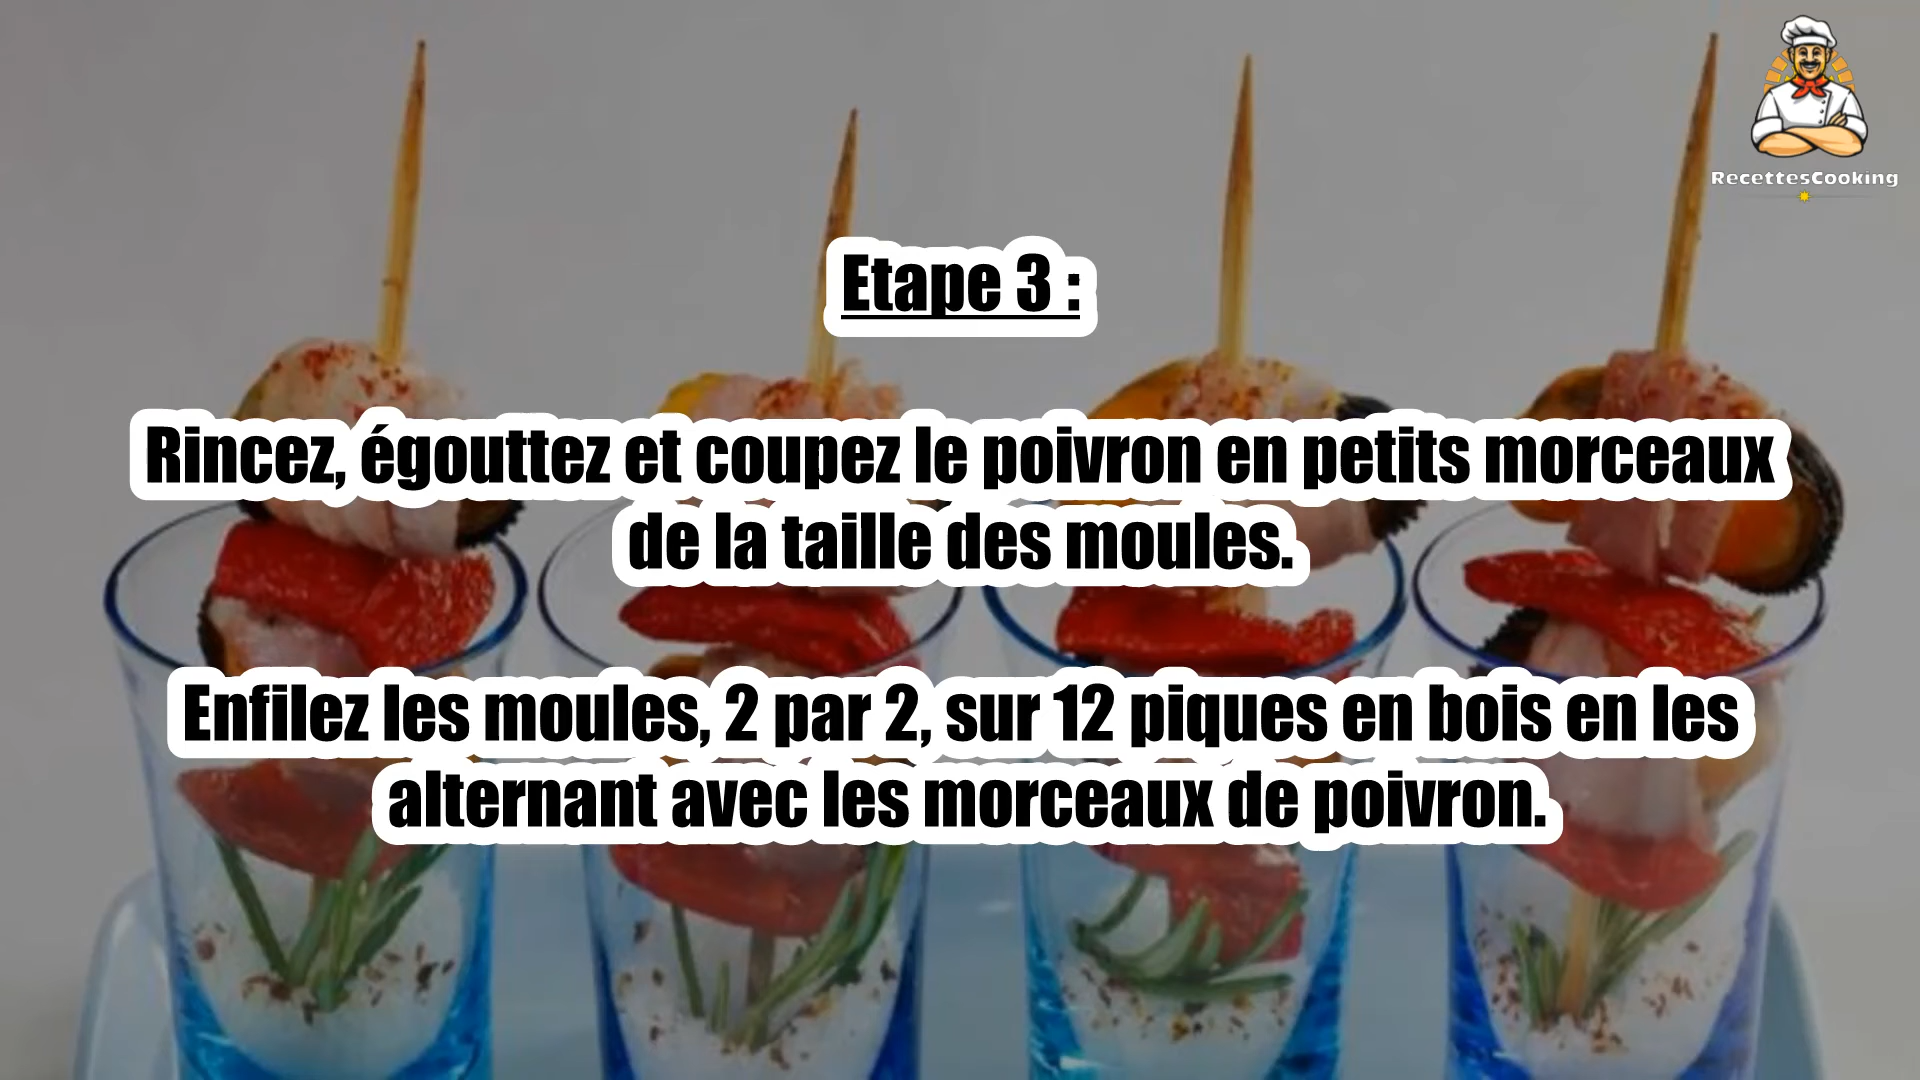 RecettesCooking
Etape 3 :
Rincez, égouttez et coupez le poivron en petits morceaux
de la taille des moules.
Enfilez les moules, 2 par 2, sur 12 piques en bois en les
alternant avec les morceaux de poivron.